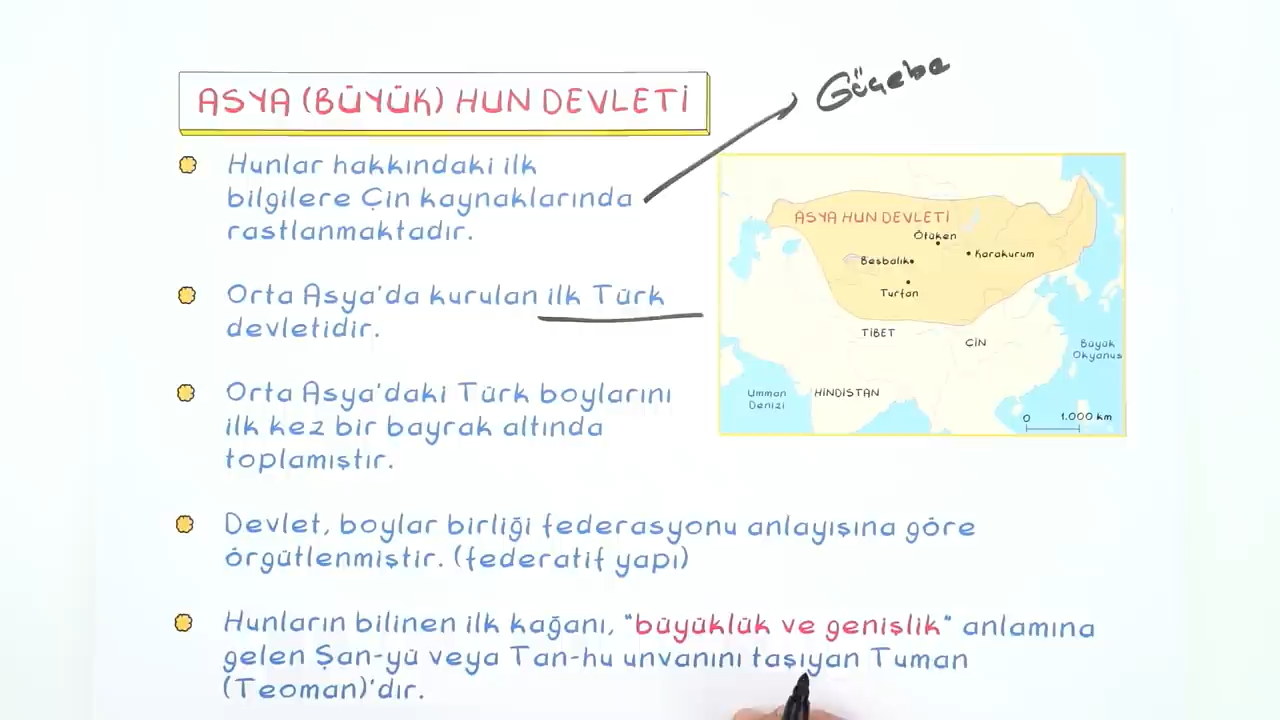 ASYA (BÜYÜK) HUN DEVLETİ
Göçebe
Hunlar hakkındaki ilk
bilgilere Çin kaynaklarında
rastlanmaktadır.
Orta Asya'da kurulan ilk Türk
devletidir.
Orta Asya'daki Türk boylarını
ilk kez bir bayrak altında
toplamıştır.
ASYA HUN DEVLETİ
Ötüken
Beşbalık
Karakurum
Turfan
TİBET
ÇİN
Büyük
Okyanus
Umman
Denizi
HİNDİSTAN
0 1.000 km
Devlet, boylar birliği federasyonu anlayışına göre
örgütlenmiştir. (federatif yapı)
Hunların bilinen ilk kağanı, "büyüklük ve genişlik" anlamına
gelen Şan-yü veya Tan-hu unvanını taşıyan Tuman
(Teoman)'dır.